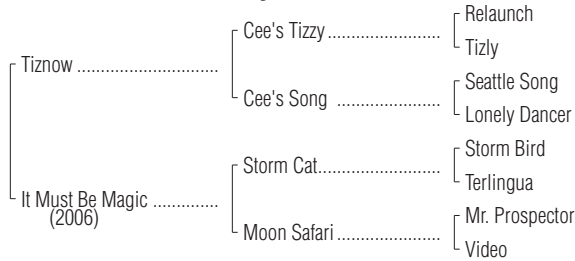 Relaunch
Cee's Tizzy
Tizly
Tiznow
Seattle Song
Cee's Song
Lonely Dancer
Storm Bird
Storm Cat
Terlingua
It Must Be Magic
(2006)
Mr. Prospector
Moon Safari
Video